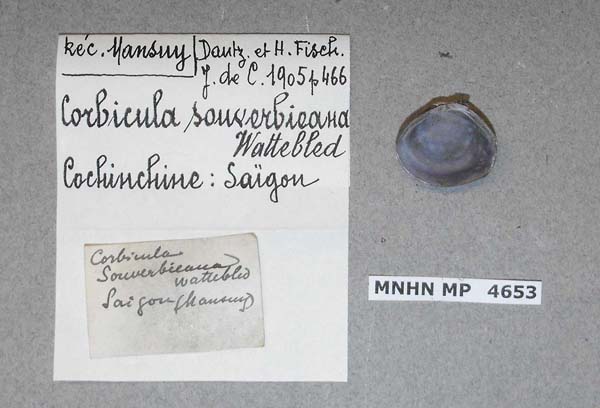 Réc. Mansuy Dautz. et H. Fisch.
J. de C. 1905 p 466
Corbicula souverbieana
Wattebled
Cochinchine : Saïgon
Corbicula
Souverbieana
Wattebled
Saigon (Mansuy)
MNHN MP 4653